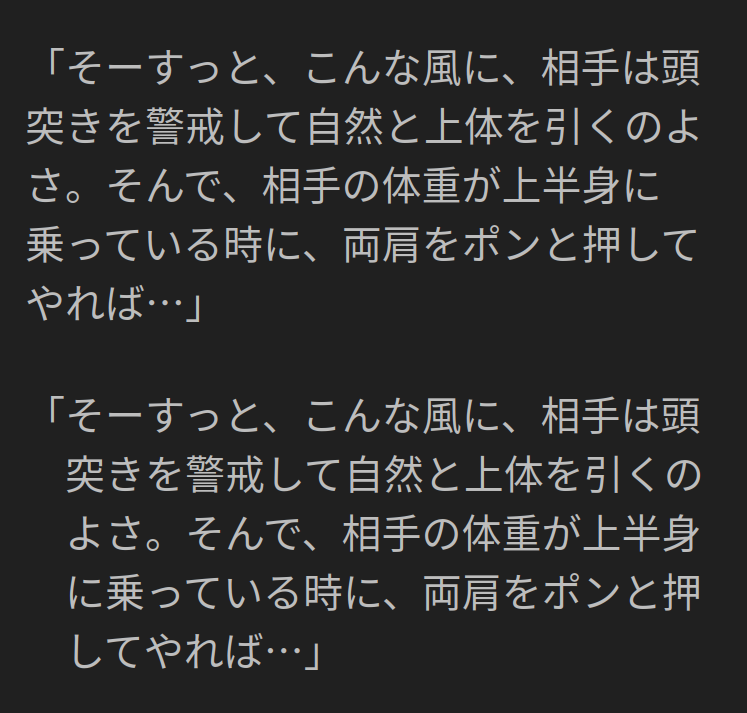 「そーすっと、こんな風に、相手は頭
突きを警戒して自然と上体を引くのよ
さ。そんで、相手の体重が上半身に
乗っている時に、両肩をポンと押して
やれば…」
「そーすっと、こんな風に、相手は頭
突きを警戒して自然と上体を引くの
よさ。そんで、相手の体重が上半身
に乗っている時に、両肩をポンと押
してやれば…」